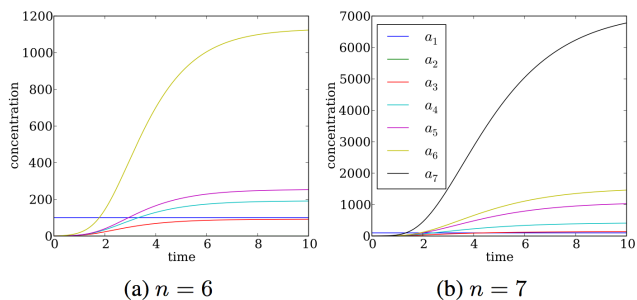 1200
1000
800
600
400
200
0
concentration
0 2 4 6 8 10
time
(a) n = 6
7000
6000
5000
4000
3000
2000
1000
0
concentration
a₁
a₂
a₃
a₄
a₅
a₆
a₇
0 2 4 6 8 10
time
(b) n = 7